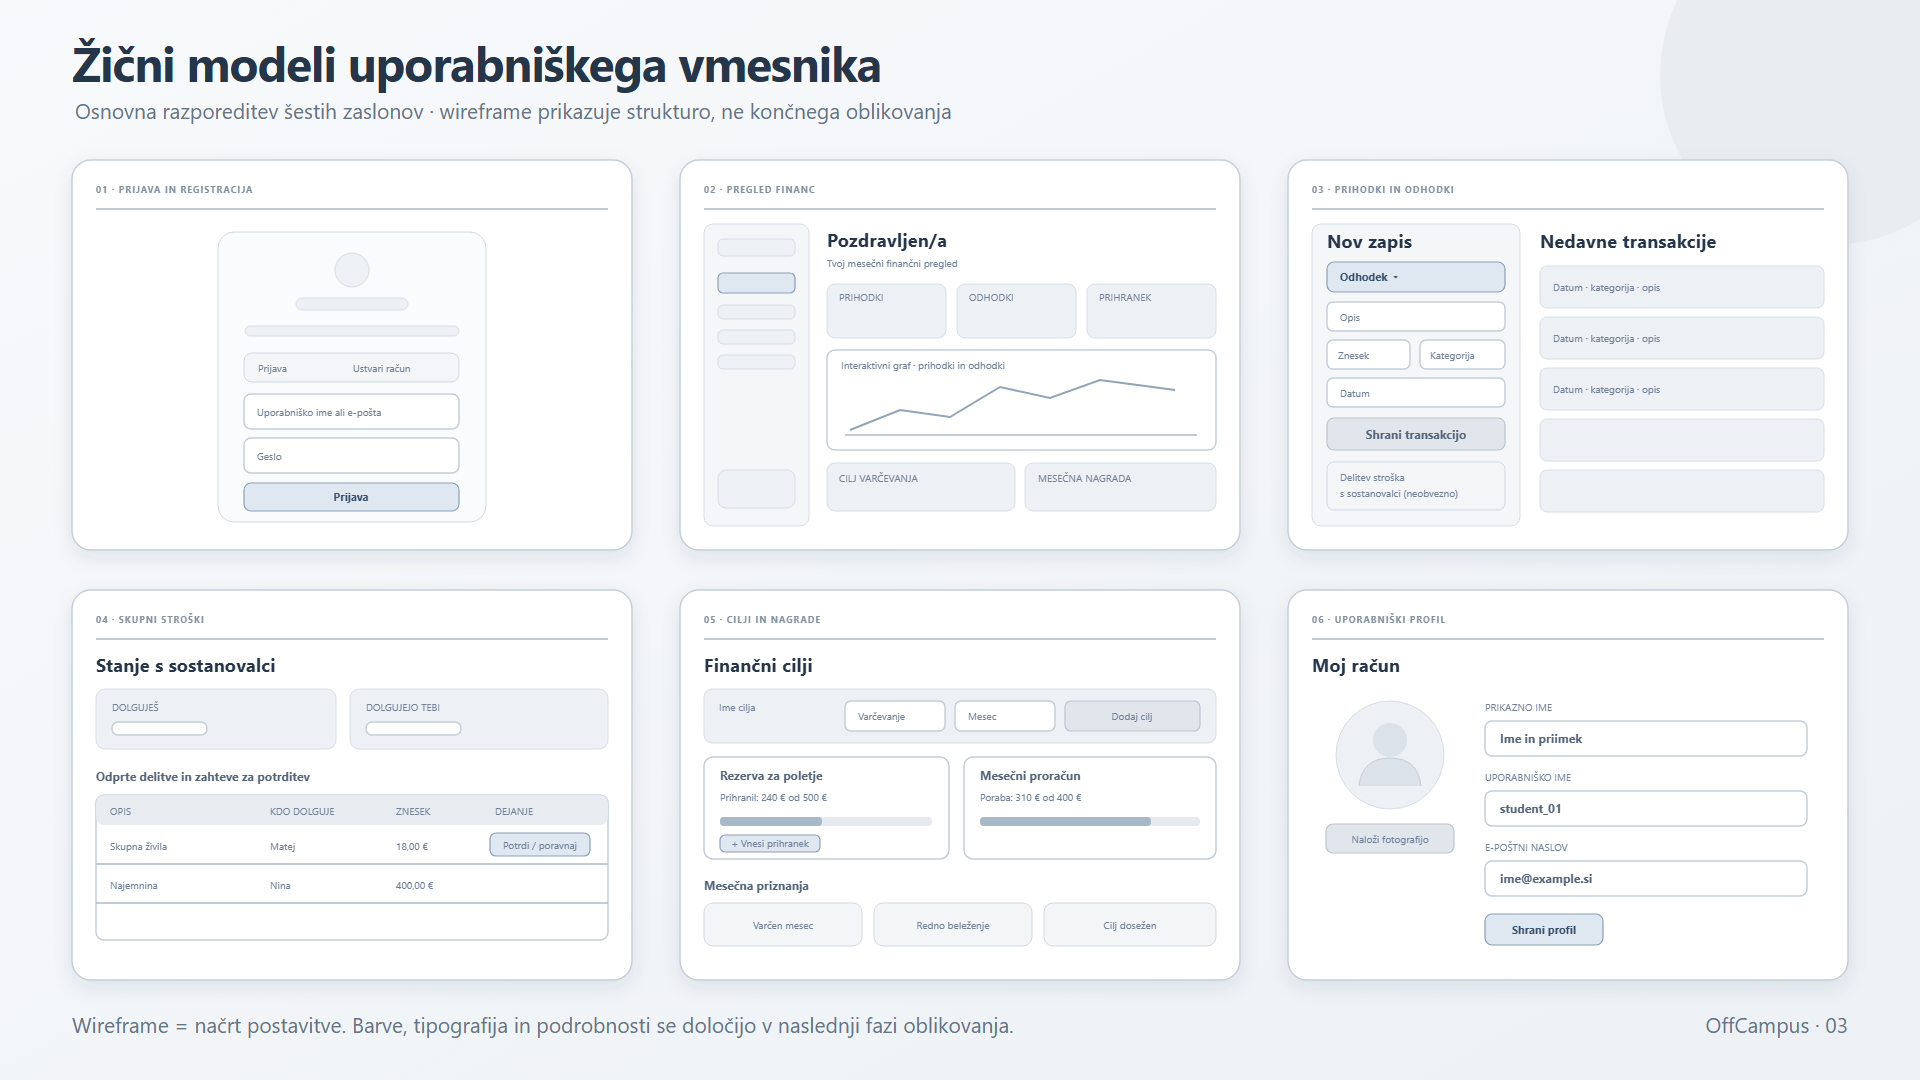 Žični modeli uporabniškega vmesnika
Osnovna razporeditev šestih zaslonov · wireframe prikazuje strukturo, ne končnega oblikovanja
01 · PRIJAVA IN REGISTRACIJA
Prijava
Ustvari račun
Uporabniško ime ali e-pošta
Geslo
Prijava
02 · PREGLED FINANC
Pozdravljen/a
Tvoj mesečni finančni pregled
PRIHODKI
ODHODKI
PRIHRANEK
Interaktivni graf · prihodki in odhodki
CILJ VARČEVANJA
MESEČNA NAGRADA
03 · PRIHODKI IN ODHODKI
Nov zapis
Odhodek
Opis
Znesek
Kategorija
Datum
Shrani transakcijo
Delitev stroška
s sostanovalci (neobvezno)
Nedavne transakcije
Datum · kategorija · opis
Datum · kategorija · opis
Datum · kategorija · opis
04 · SKUPNI STROŠKI
Stanje s sostanovalci
DOLGUJEŠ
DOLGUJEJO TEBI
Odprte delitve in zahteve za potrditev
OPIS KDO DOLGUJE ZNESEK DEJANJE
Skupna živila Matej 18,00 € Potrdi / poravnaj
Najemnina Nina 400,00 €
05 · CILJI IN NAGRADE
Finančni cilji
Ime cilja
Varčevanje
Mesec
Dodaj cilj
Rezerva za poletje
Prihranil: 240 € od 500 €
+ Vnesi prihranek
Mesečni proračun
Poraba: 310 € od 400 €
Mesečna priznanja
Varčen mesec
Redno beleženje
Cilj dosežen
06 · UPORABNIŠKI PROFIL
Moj račun
Naloži fotografijo
PRIKAZNO IME
Ime in priimek
UPORABNIŠKO IME
student_01
E-POŠTNI NASLOV
ime@example.si
Shrani profil
Wireframe = načrt postavitve. Barve, tipografija in podrobnosti se določijo v naslednji fazi oblikovanja.
OffCampus · 03